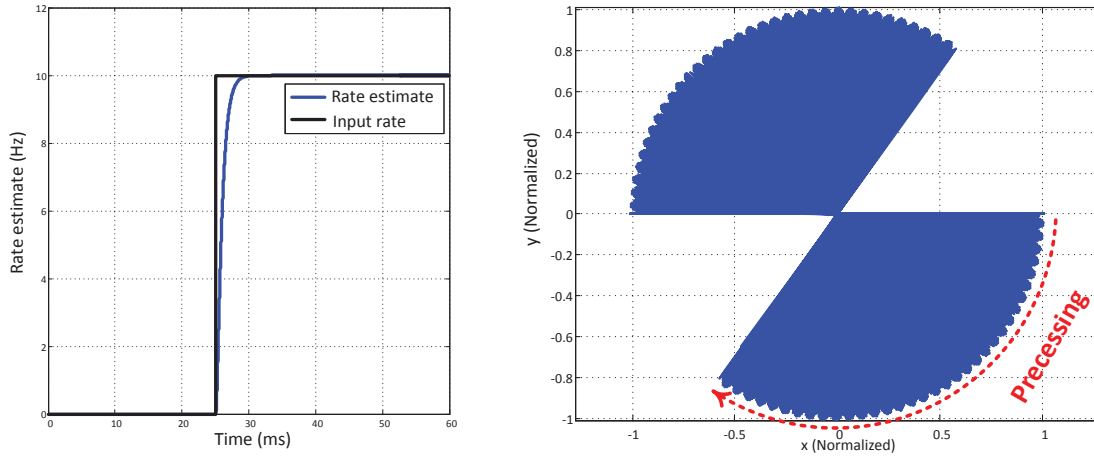 12
10
8
6
4
2
0
Rate estimate (Hz)
Rate estimate
Input rate
0 10 20 30 40 50 60
Time (ms)
1
0.8
0.6
0.4
0.2
0
-0.2
-0.4
-0.6
-0.8
-1
y (Normalized)
Precessing
-1 -0.5 0 0.5 1
x (Normalized)